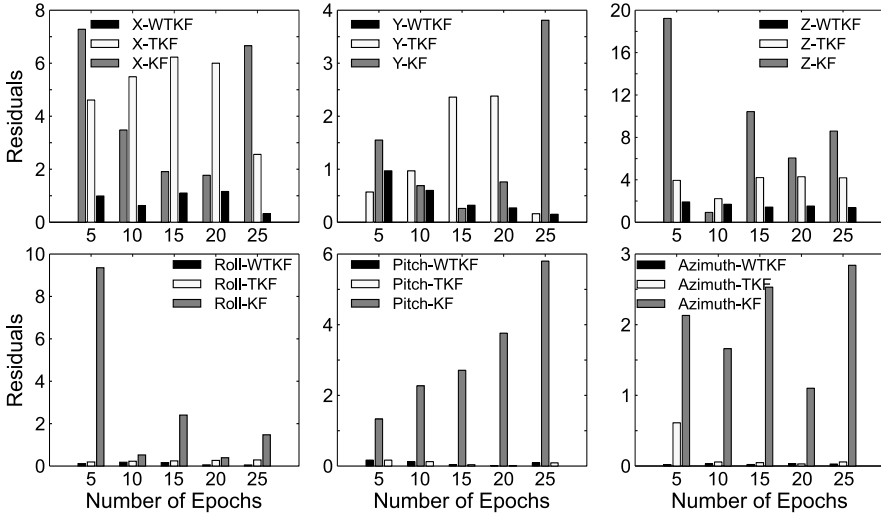 8
6
4
2
0
Residuals
X-WTKF
X-TKF
X-KF
5 10 15 20 25
4
3
2
1
0
Y-WTKF
Y-TKF
Y-KF
5 10 15 20 25
20
16
12
8
4
0
Z-WTKF
Z-TKF
Z-KF
5 10 15 20 25
10
8
6
4
2
0
Residuals
Roll-WTKF
Roll-TKF
Roll-KF
5 10 15 20 25
Number of Epochs
6
4
2
0
Pitch-WTKF
Pitch-TKF
Pitch-KF
5 10 15 20 25
Number of Epochs
3
2
1
0
Azimuth-WTKF
Azimuth-TKF
Azimuth-KF
5 10 15 20 25
Number of Epochs